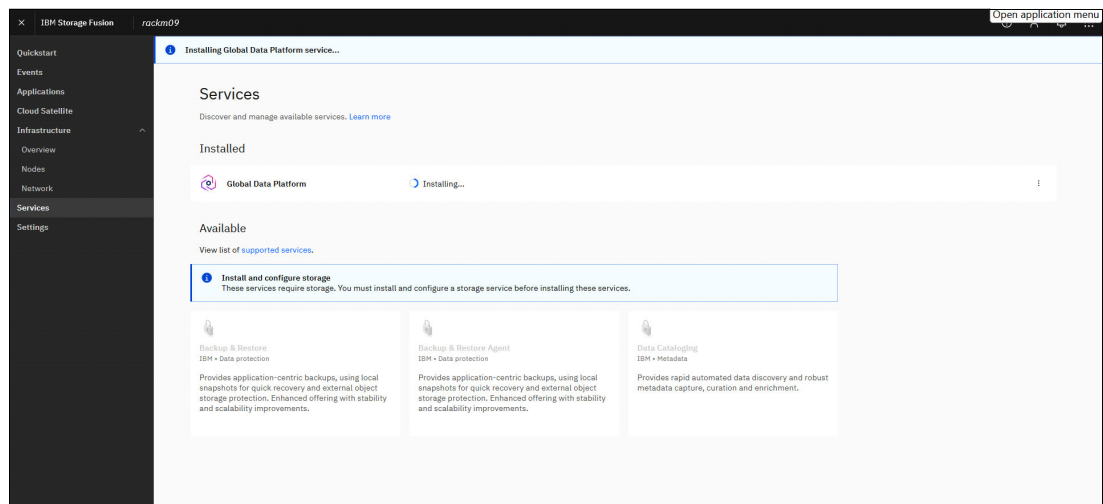 IBM Storage Fusion
rackm09
Open application menu
Quickstart
Events
Applications
Cloud Satellite
Infrastructure
Overview
Nodes
Network
Services
Settings
Installing Global Data Platform service...
Services
Discover and manage available services. Learn more
Installed
Global Data Platform
Installing...
Available
View list of supported services.
Install and configure storage
These services require storage. You must install and configure a storage service before installing these services.
Backup & Restore
IBM • Data protection
Provides application-centric backups, using local
snapshots for quick recovery and external object
storage protection. Enhanced offering with stability
and scalability improvements.
Backup & Restore Agent
IBM • Data protection
Provides application-centric backups, using local
snapshots for quick recovery and external object
storage protection. Enhanced offering with stability
and scalability improvements.
Data Cataloging
IBM • Metadata
Provides rapid automated data discovery and robust
metadata capture, curation and enrichment.